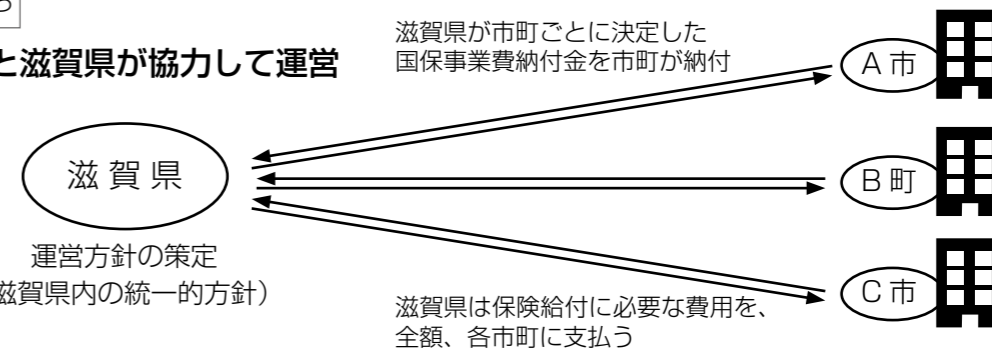 滋賀県が市町ごとに決定した
国保事業費納付金を市町が納付
と滋賀県が協力して運営
A市
滋賀県
B町
運営方針の策定
滋賀県内の統一的方針）
C市
滋賀県は保険給付に必要な費用を、
全額、各市町に支払う